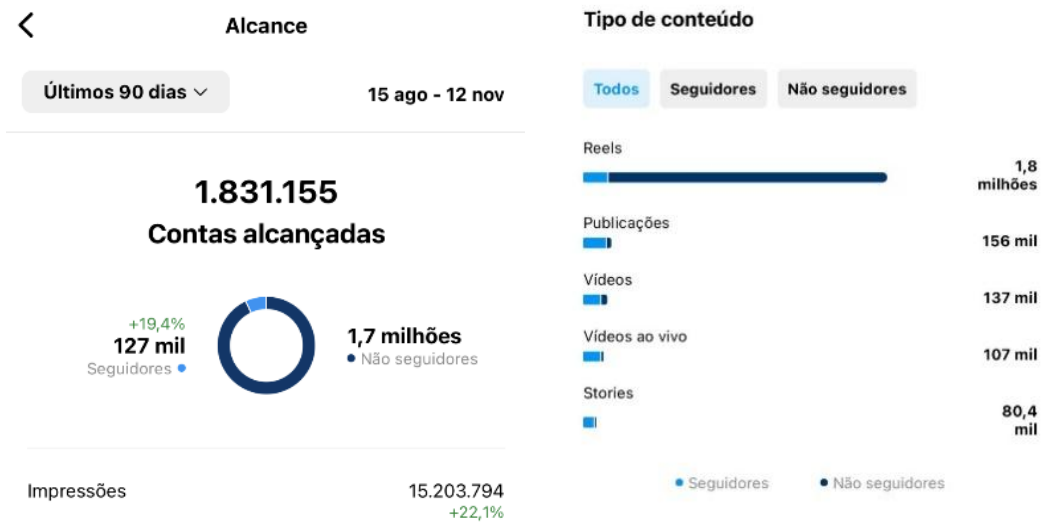 Alcance
Últimos 90 dias
15 ago - 12 nov
1.831.155
Contas alcançadas
+19,4%
127 mil
Seguidores
1,7 milhões
Não seguidores
Impressões
15.203.794
+22,1%
Tipo de conteúdo
Todos
Seguidores
Não seguidores
Reels
1,8
milhões
Publicações
156 mil
Vídeos
137 mil
Vídeos ao vivo
107 mil
Stories
80,4
mil
Seguidores
Não seguidores